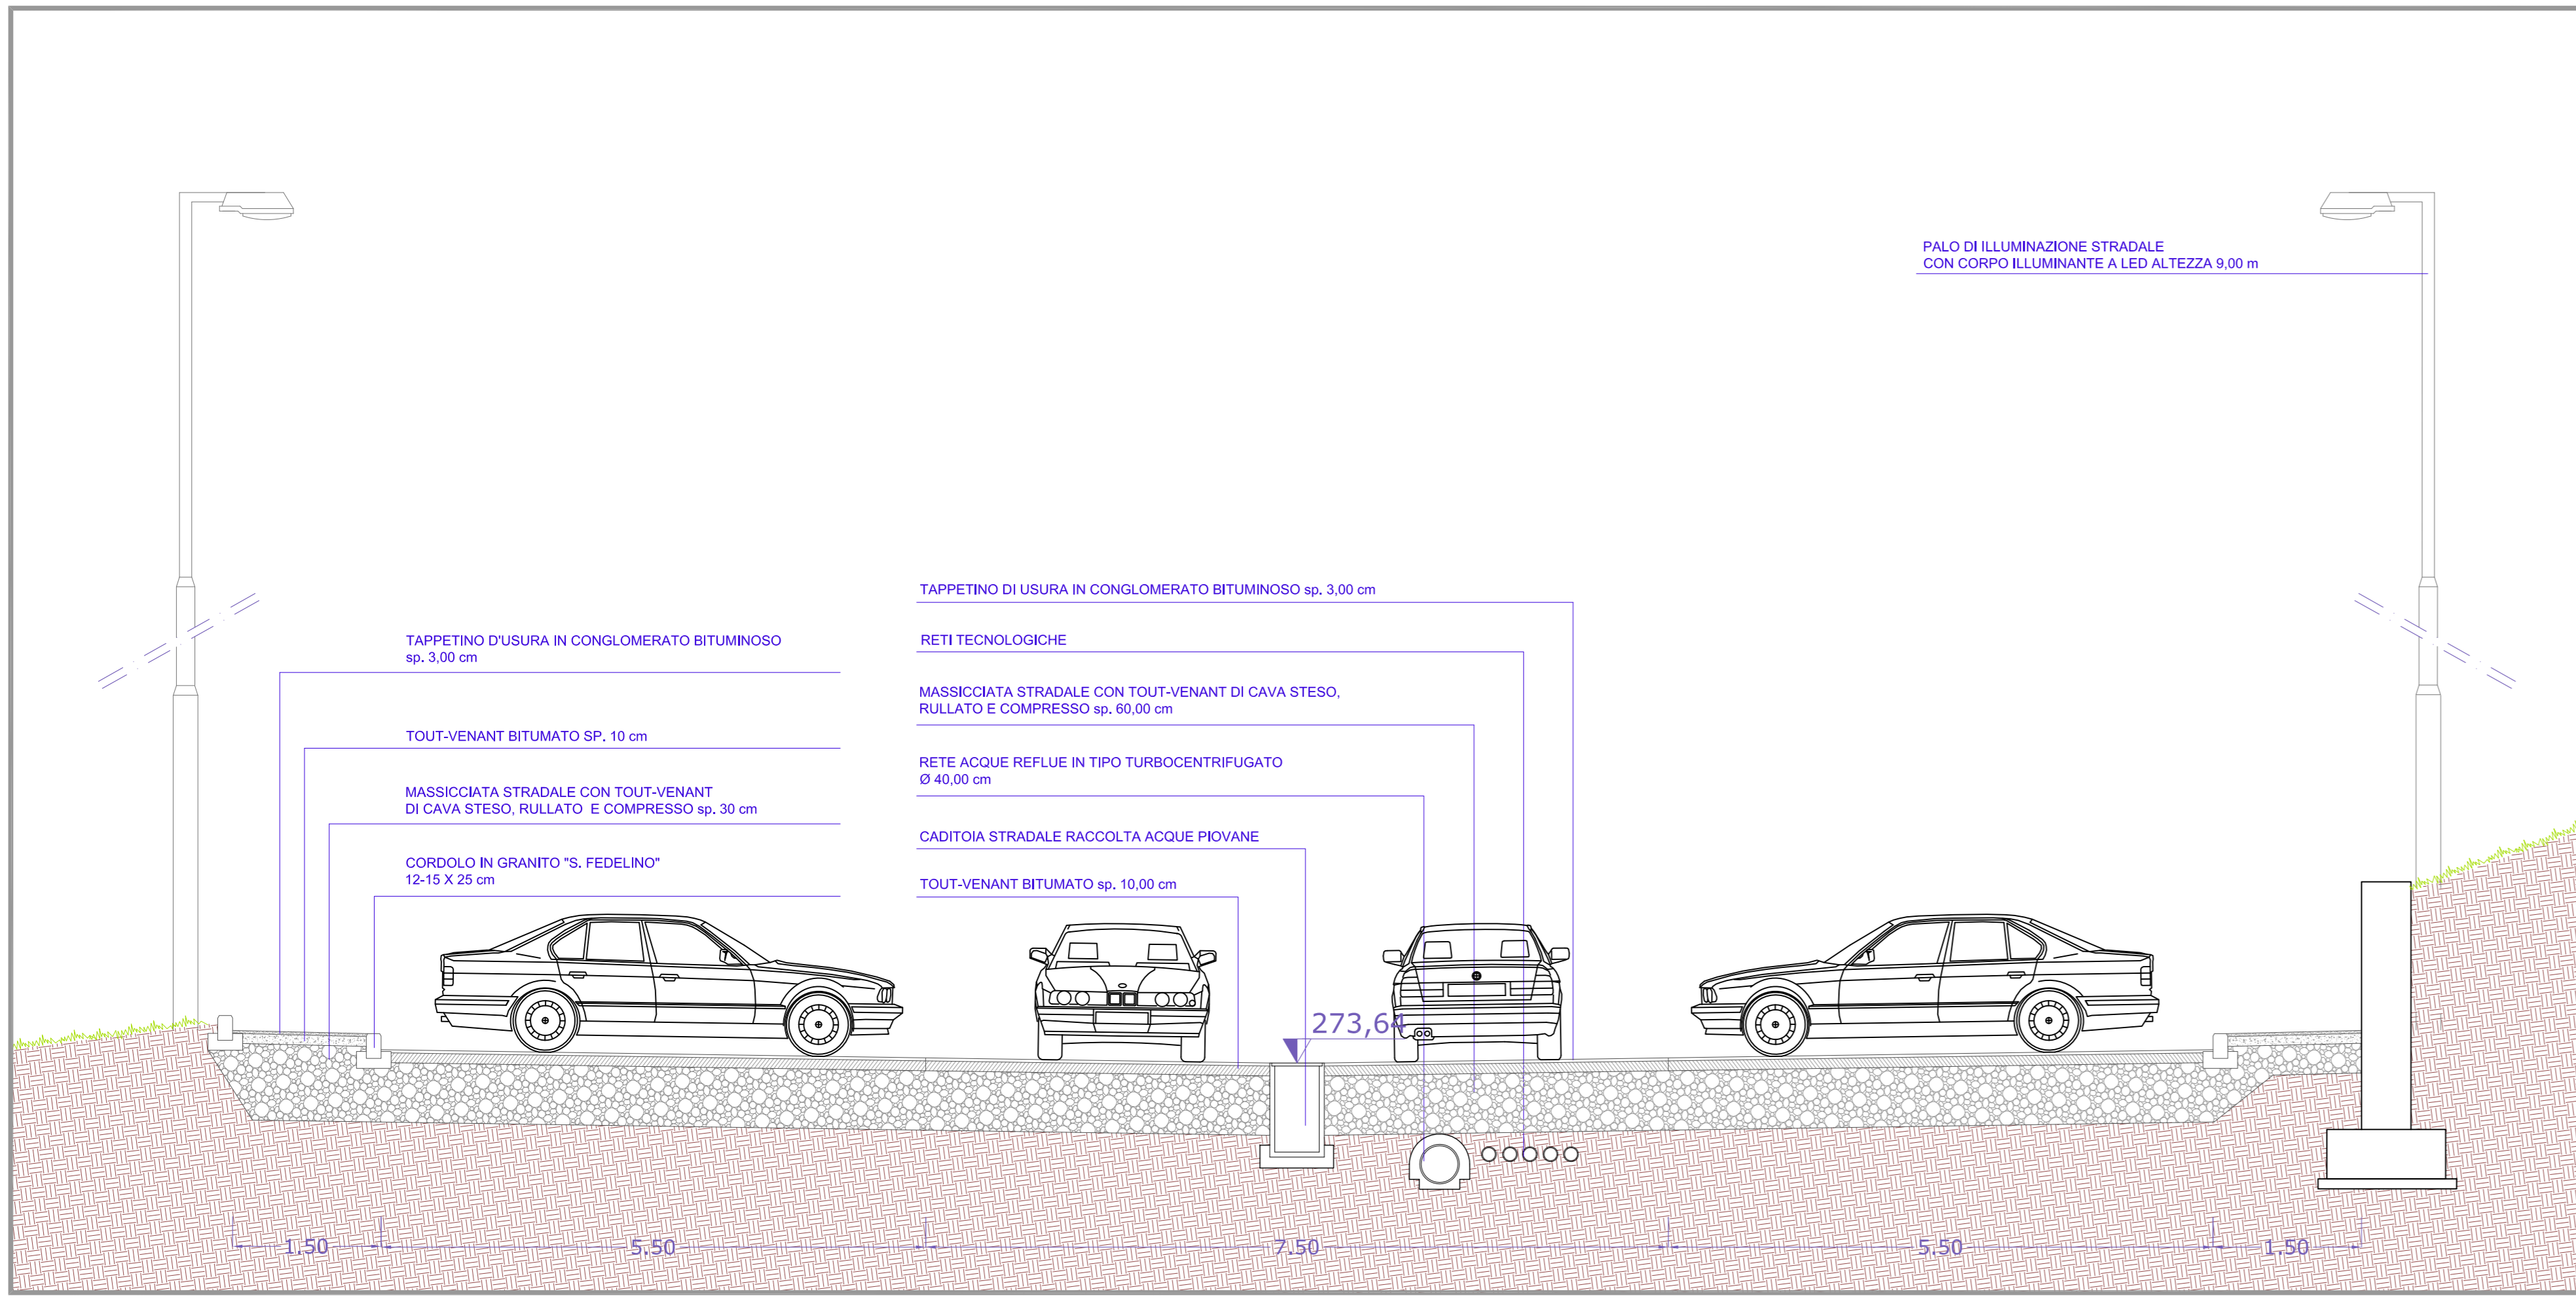 PALO DI ILLUMINAZIONE STRADALE
CON CORPO ILLUMINANTE A LED ALTEZZA 9,00 m
TAPPETINO D'USURA IN CONGLOMERATO BITUMINOSO
sp. 3,00 cm
TOUT-VENANT BITUMATO SP. 10 cm
MASSICCIATA STRADALE CON TOUT-VENANT
DI CAVA STESO, RULLATO E COMPRESSO sp. 30 cm
CORDOLO IN GRANITO "S. FEDELINO"
12-15 X 25 cm
TAPPETINO DI USURA IN CONGLOMERATO BITUMINOSO sp. 3,00 cm
RETI TECNOLOGICHE
MASSICCIATA STRADALE CON TOUT-VENANT DI CAVA STESO,
RULLATO E COMPRESSO sp. 60,00 cm
RETE ACQUE REFLUE IN TIPO TURBOCENTRIFUGATO
Ø 40,00 cm
CADITOIA STRADALE RACCOLTA ACQUE PIOVANE
TOUT-VENANT BITUMATO sp. 10,00 cm
273,64
1.50
5.50
7.50
5.50
1.50